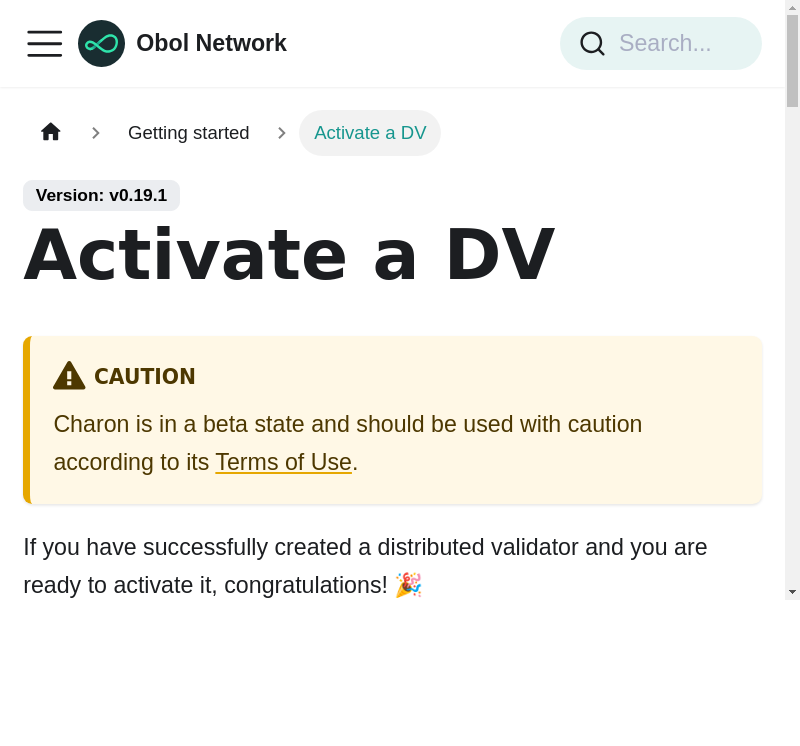 Obol Network
Search...
Getting started
Activate a DV
Version: v0.19.1
Activate a DV
CAUTION
Charon is in a beta state and should be used with caution
according to its Terms of Use.
If you have successfully created a distributed validator and you are
ready to activate it, congratulations! 🎉